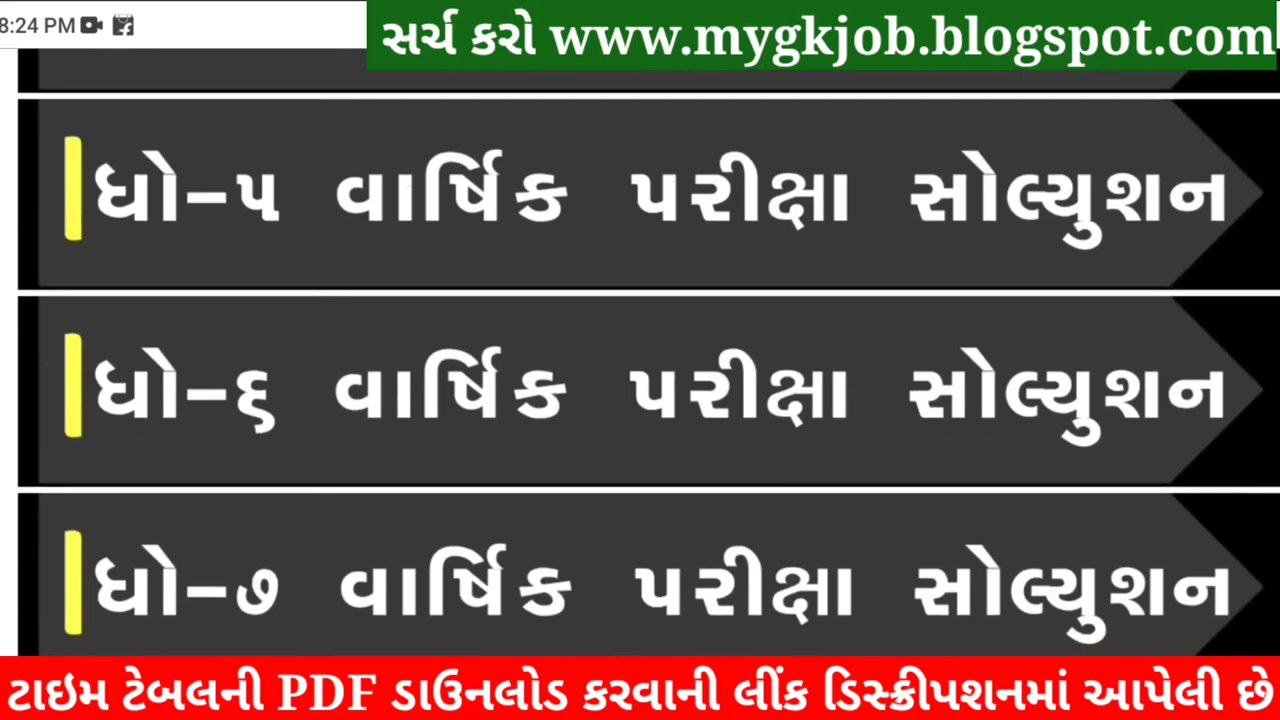 8:24 PM
સર્ચ કરો www.mygkjob.blogspot.com
ધો-૫ વાર્ષિક પરીક્ષા સોલ્યુશન
ધો-૬ વાર્ષિક પરીક્ષા સોલ્યુશન
ધો-૭ વાર્ષિક પરીક્ષા સોલ્યુશન
ટાઇમ ટેબલની PDF ડાઉનલોડ કરવાની લીંક ડિસ્ક્રીપશનમાં આપેલી છે